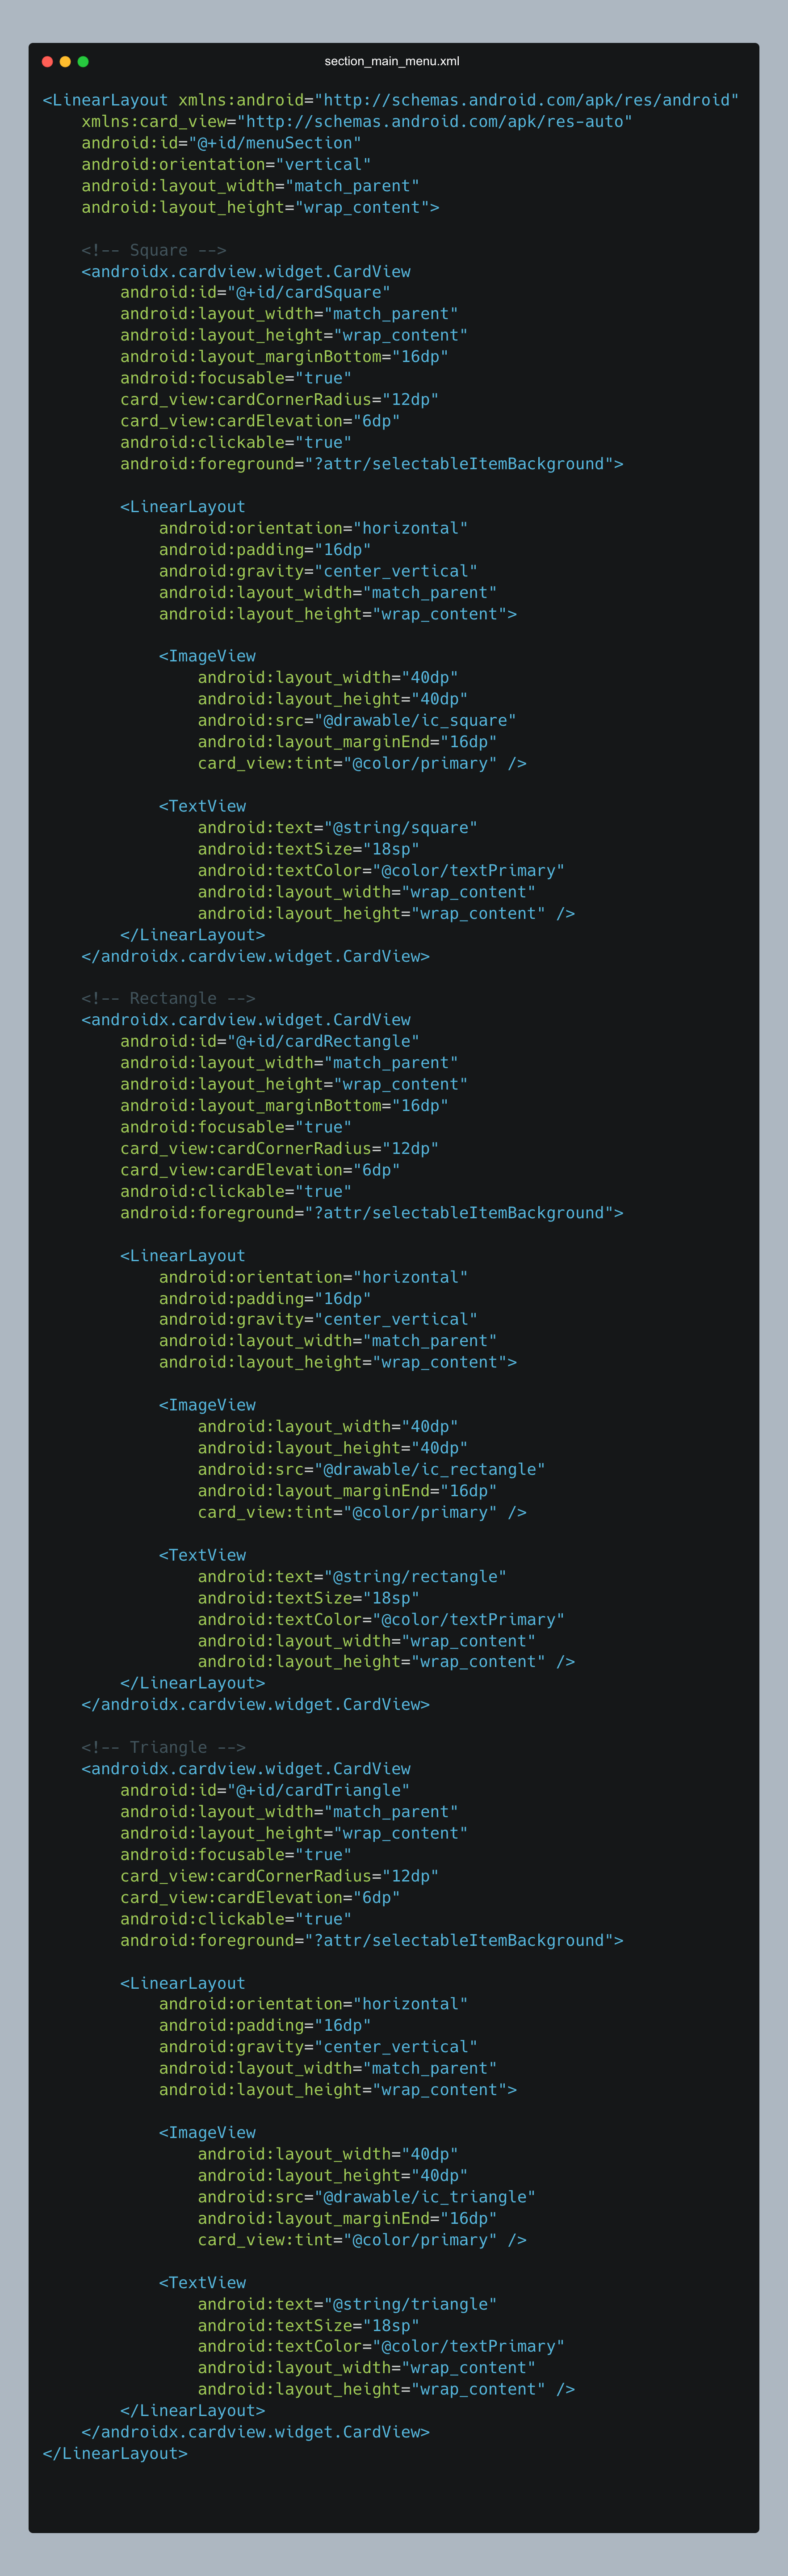 section_main_menu.xml
<LinearLayout xmlns:android="http://schemas.android.com/apk/res/android"
    xmlns:card_view="http://schemas.android.com/apk/res-auto"
    android:id="@+id/menuSection"
    android:orientation="vertical"
    android:layout_width="match_parent"
    android:layout_height="wrap_content">

    <!-- Square -->
    <androidx.cardview.widget.CardView
        android:id="@+id/cardSquare"
        android:layout_width="match_parent"
        android:layout_height="wrap_content"
        android:layout_marginBottom="16dp"
        android:focusable="true"
        card_view:cardCornerRadius="12dp"
        card_view:cardElevation="6dp"
        android:clickable="true"
        android:foreground="?attr/selectableItemBackground">

        <LinearLayout
            android:orientation="horizontal"
            android:padding="16dp"
            android:gravity="center_vertical"
            android:layout_width="match_parent"
            android:layout_height="wrap_content">

            <ImageView
                android:layout_width="40dp"
                android:layout_height="40dp"
                android:src="@drawable/ic_square"
                android:layout_marginEnd="16dp"
                card_view:tint="@color/primary" />

            <TextView
                android:text="@string/square"
                android:textSize="18sp"
                android:textColor="@color/textPrimary"
                android:layout_width="wrap_content"
                android:layout_height="wrap_content" />
        </LinearLayout>
    </androidx.cardview.widget.CardView>

    <!-- Rectangle -->
    <androidx.cardview.widget.CardView
        android:id="@+id/cardRectangle"
        android:layout_width="match_parent"
        android:layout_height="wrap_content"
        android:layout_marginBottom="16dp"
        android:focusable="true"
        card_view:cardCornerRadius="12dp"
        card_view:cardElevation="6dp"
        android:clickable="true"
        android:foreground="?attr/selectableItemBackground">

        <LinearLayout
            android:orientation="horizontal"
            android:padding="16dp"
            android:gravity="center_vertical"
            android:layout_width="match_parent"
            android:layout_height="wrap_content">

            <ImageView
                android:layout_width="40dp"
                android:layout_height="40dp"
                android:src="@drawable/ic_rectangle"
                android:layout_marginEnd="16dp"
                card_view:tint="@color/primary" />

            <TextView
                android:text="@string/rectangle"
                android:textSize="18sp"
                android:textColor="@color/textPrimary"
                android:layout_width="wrap_content"
                android:layout_height="wrap_content" />
        </LinearLayout>
    </androidx.cardview.widget.CardView>

    <!-- Triangle -->
    <androidx.cardview.widget.CardView
        android:id="@+id/cardTriangle"
        android:layout_width="match_parent"
        android:layout_height="wrap_content"
        android:focusable="true"
        card_view:cardCornerRadius="12dp"
        card_view:cardElevation="6dp"
        android:clickable="true"
        android:foreground="?attr/selectableItemBackground">

        <LinearLayout
            android:orientation="horizontal"
            android:padding="16dp"
            android:gravity="center_vertical"
            android:layout_width="match_parent"
            android:layout_height="wrap_content">

            <ImageView
                android:layout_width="40dp"
                android:layout_height="40dp"
                android:src="@drawable/ic_triangle"
                android:layout_marginEnd="16dp"
                card_view:tint="@color/primary" />

            <TextView
                android:text="@string/triangle"
                android:textSize="18sp"
                android:textColor="@color/textPrimary"
                android:layout_width="wrap_content"
                android:layout_height="wrap_content" />
        </LinearLayout>
    </androidx.cardview.widget.CardView>
</LinearLayout>